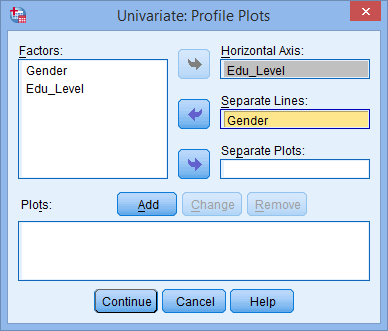 Univariate: Profile Plots
Factors:
Gender
Edu_Level
Horizontal Axis:
Edu_Level
Separate Lines:
Gender
Separate Plots:
Plots:
Add
Change
Remove
Continue
Cancel
Help